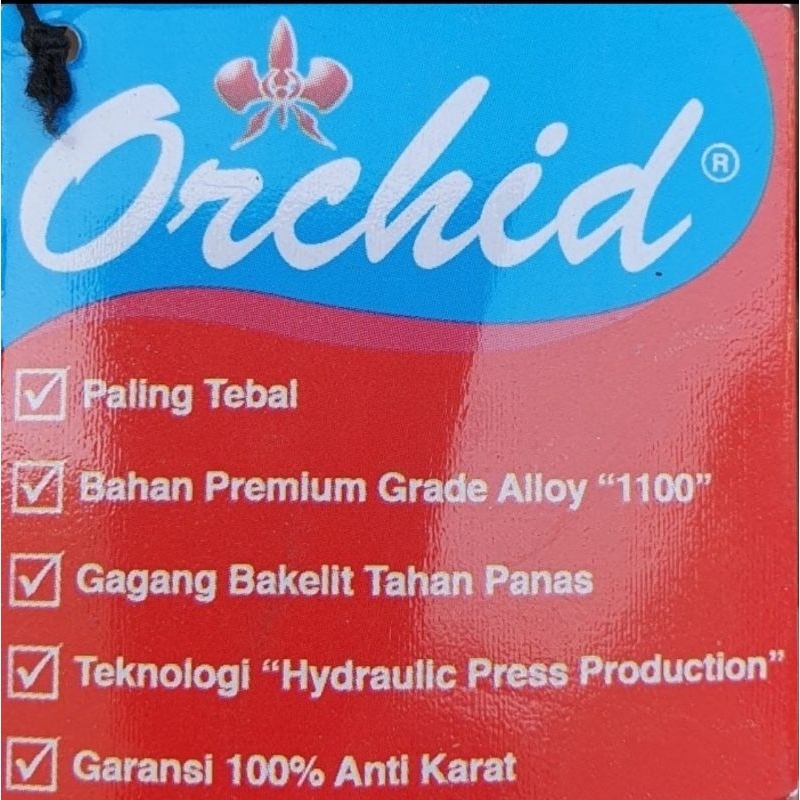 Orchid ®
Paling Tebal
Bahan Premium Grade Alloy “1100”
Gagang Bakelit Tahan Panas
Teknologi “Hydraulic Press Production”
Garansi 100% Anti Karat